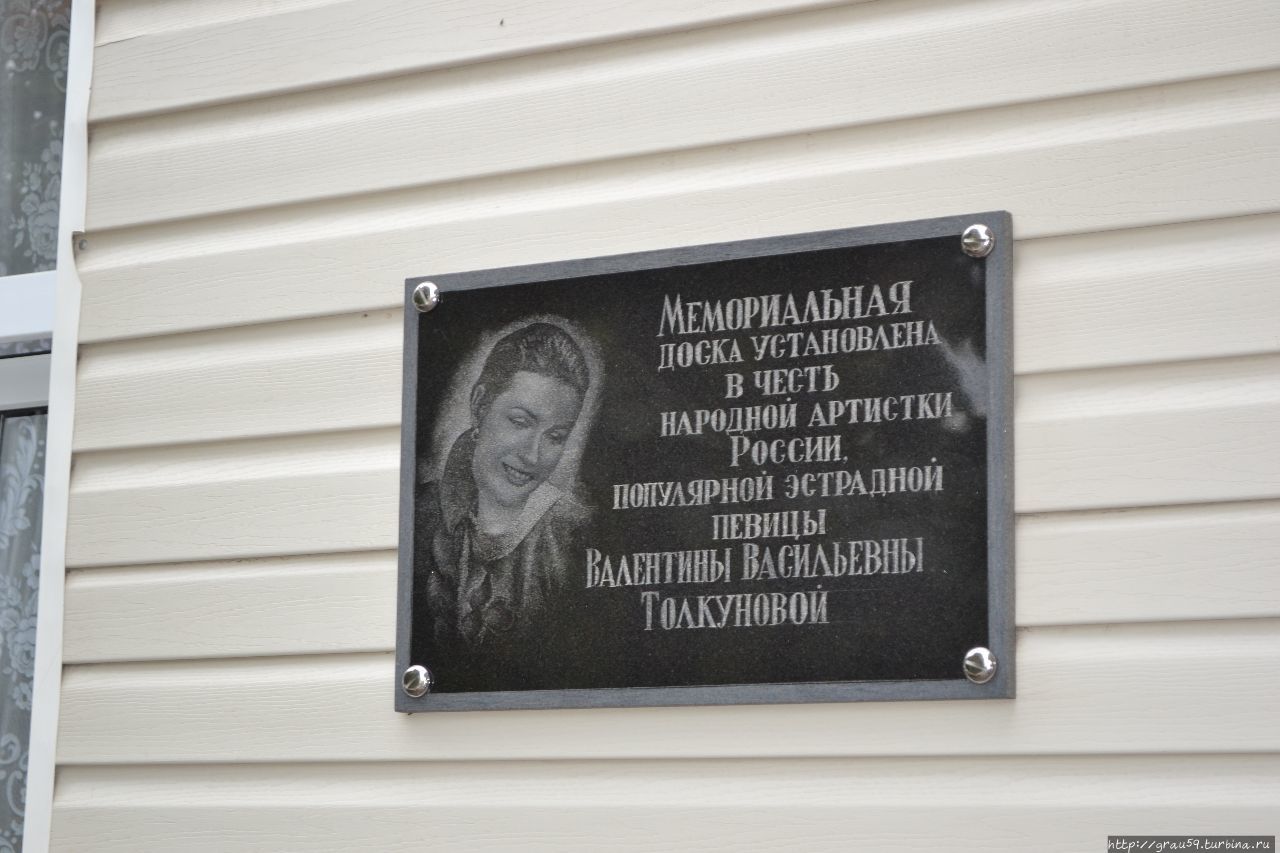 Мемориальная
доска установлена
в честь
народной артистки
России,
популярной эстрадной
певицы
Валентины Васильевны
Толкуновой
http://grau59.turbina.ru